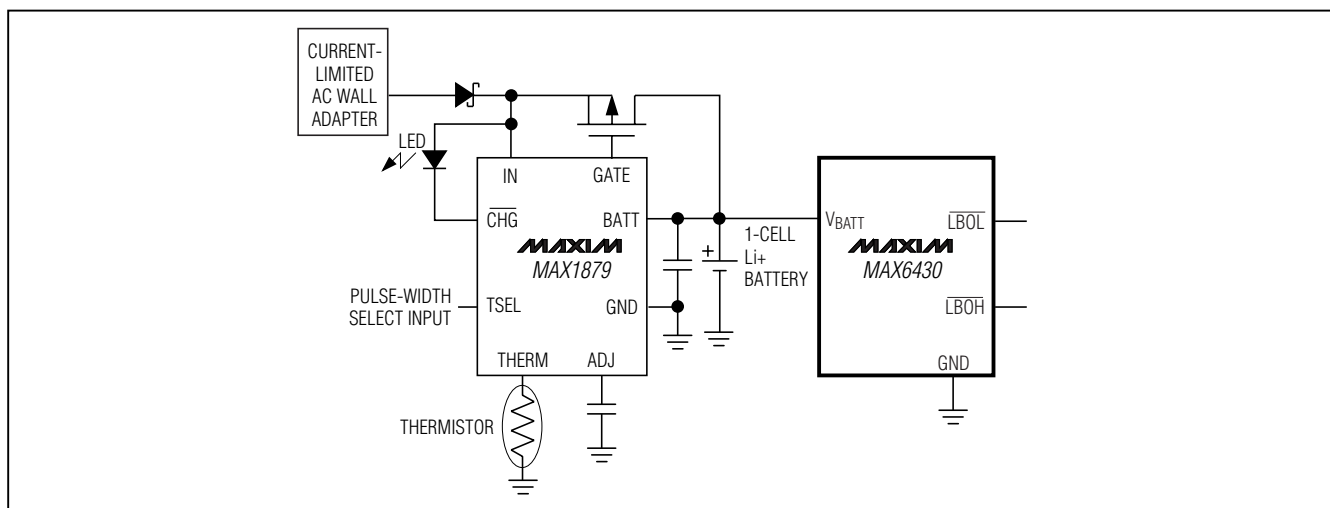 CURRENT-
LIMITED
AC WALL
ADAPTER
LED
IN
GATE
CHG
BATT
MAXIM
MAX1879
PULSE-WIDTH
SELECT INPUT
TSEL
GND
THERM
ADJ
THERMISTOR
+
1-CELL
Li+
BATTERY
VBATT
LBOL
MAXIM
MAX6430
LBOH
GND